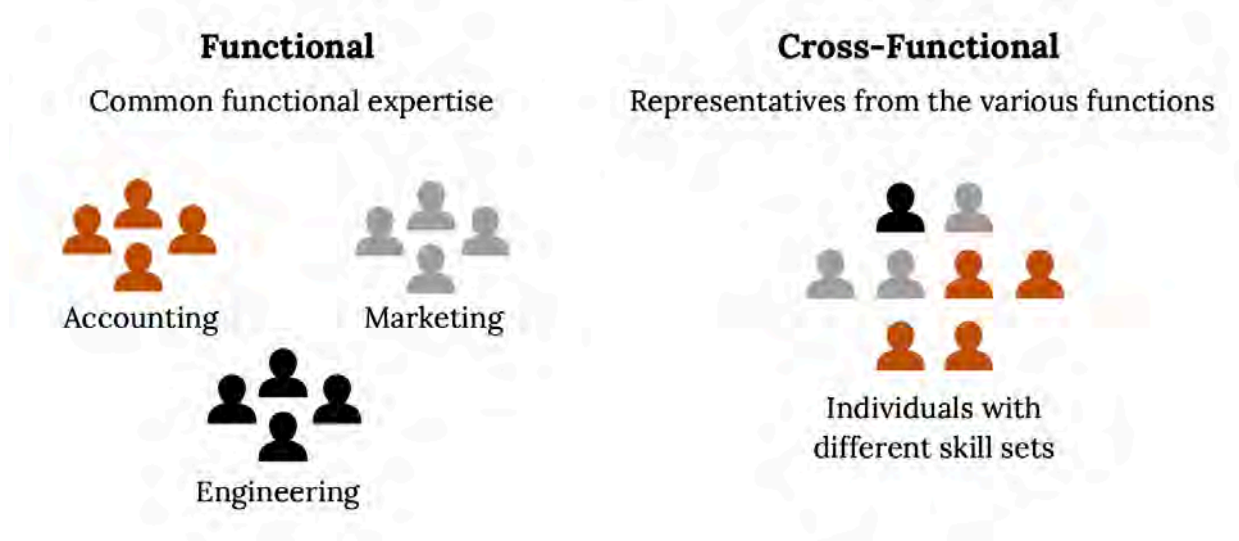 Functional
Common functional expertise
Accounting
Marketing
Engineering
Cross-Functional
Representatives from the various functions
Individuals with
different skill sets